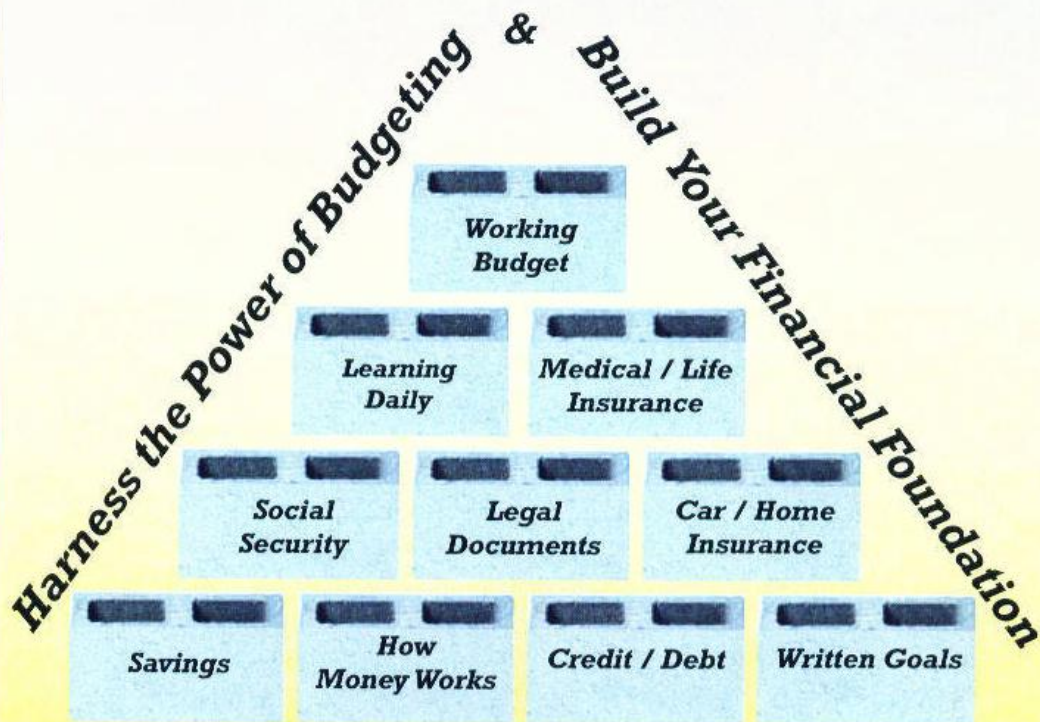 Harness the Power of Budgeting
&
Build Your Financial Foundation
Working
Budget
Learning
Daily
Medical / Life
Insurance
Social
Security
Legal
Documents
Car / Home
Insurance
Savings
How
Money Works
Credit / Debt
Written Goals